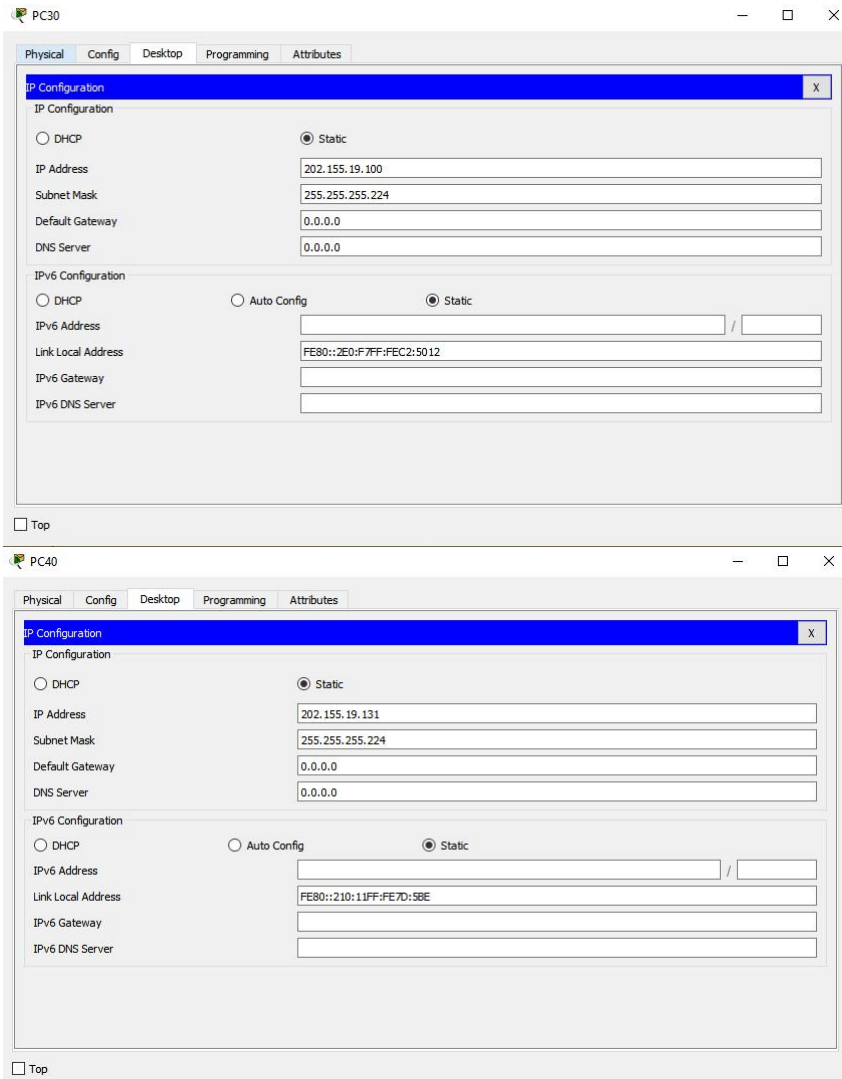 PC30
Physical Config Desktop Programming Attributes
IP Configuration X
IP Configuration
DHCP Static
IP Address 202.155.19.100
Subnet Mask 255.255.255.224
Default Gateway 0.0.0.0
DNS Server 0.0.0.0
IPv6 Configuration
DHCP Auto Config Static
IPv6 Address /
Link Local Address FE80::2E0:F7FF:FEC2:5012
IPv6 Gateway
IPv6 DNS Server
Top
PC40
Physical Config Desktop Programming Attributes
IP Configuration X
IP Configuration
DHCP Static
IP Address 202.155.19.131
Subnet Mask 255.255.255.224
Default Gateway 0.0.0.0
DNS Server 0.0.0.0
IPv6 Configuration
DHCP Auto Config Static
IPv6 Address /
Link Local Address FE80::210:11FF:FE7D:5BE
IPv6 Gateway
IPv6 DNS Server
Top